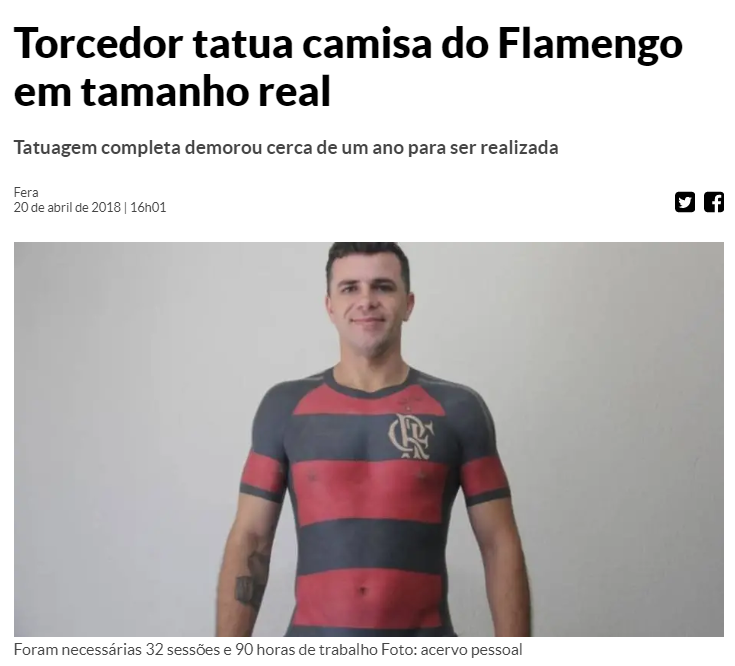 Torcedor tatua camisa do Flamengo
em tamanho real
Tatuagem completa demorou cerca de um ano para ser realizada
Fera
20 de abril de 2018 | 16h01
CRF
Foram necessárias 32 sessões e 90 horas de trabalho Foto: acervo pessoal